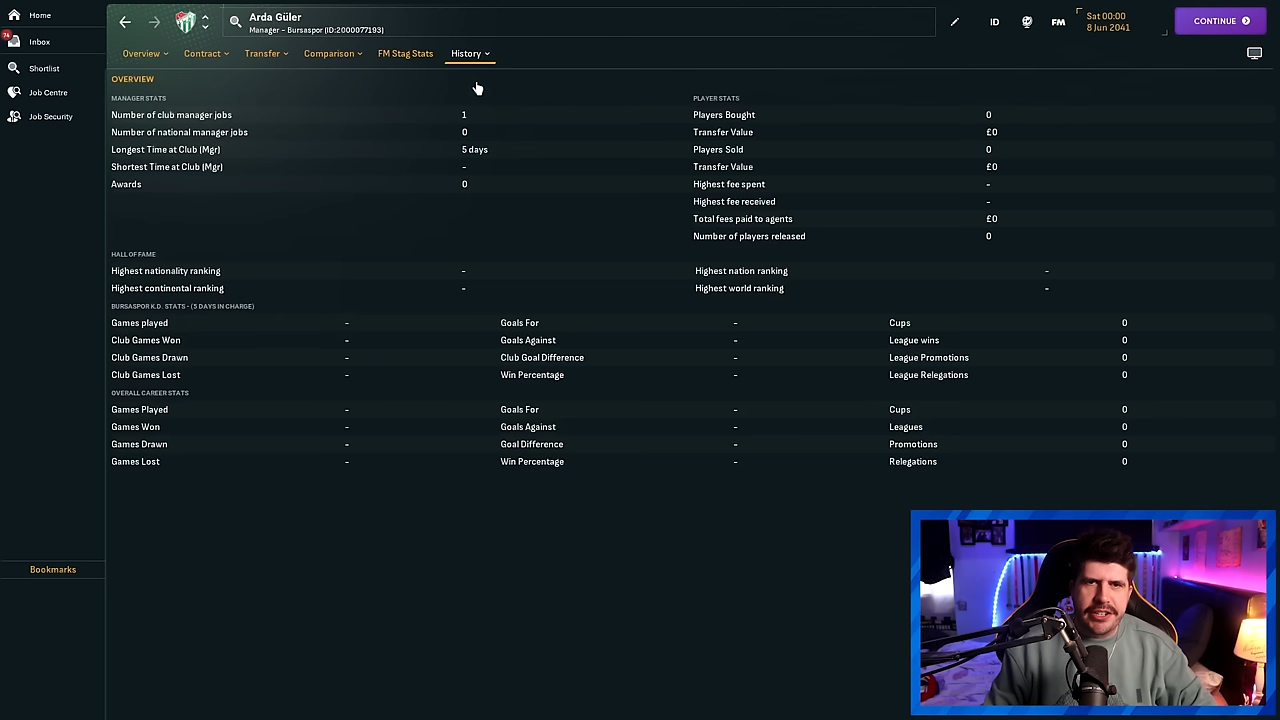 Home
74
Inbox
Shortlist
Job Centre
Job Security
Bookmarks
Arda Güler
Manager - Bursaspor (ID:2000077193)
ID
FM
Sat 00:00
8 Jun 2041
CONTINUE
Overview
Contract
Transfer
Comparison
FM Stag Stats
History
OVERVIEW
MANAGER STATS
Number of club manager jobs 1
Number of national manager jobs 0
Longest Time at Club (Mgr) 5 days
Shortest Time at Club (Mgr) -
Awards 0
PLAYER STATS
Players Bought 0
Transfer Value £0
Players Sold 0
Transfer Value £0
Highest fee spent -
Highest fee received -
Total fees paid to agents £0
Number of players released 0
HALL OF FAME
Highest nationality ranking - Highest nation ranking -
Highest continental ranking - Highest world ranking -
BURSASPOR K.D. STATS - (5 DAYS IN CHARGE)
Games played - Goals For - Cups 0
Club Games Won - Goals Against - League wins 0
Club Games Drawn - Club Goal Difference - League Promotions 0
Club Games Lost - Win Percentage - League Relegations 0
OVERALL CAREER STATS
Games Played - Goals For - Cups 0
Games Won - Goals Against - Leagues 0
Games Drawn - Goal Difference - Promotions 0
Games Lost - Win Percentage - Relegations 0